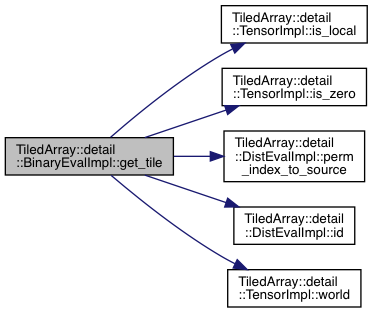 TiledArray::detail
::TensorImpl::is_local
TiledArray::detail
::TensorImpl::is_zero
TiledArray::detail
::BinaryEvalImpl::get_tile
TiledArray::detail
::DistEvalImpl::perm
_index_to_source
TiledArray::detail
::DistEvalImpl::id
TiledArray::detail
::TensorImpl::world